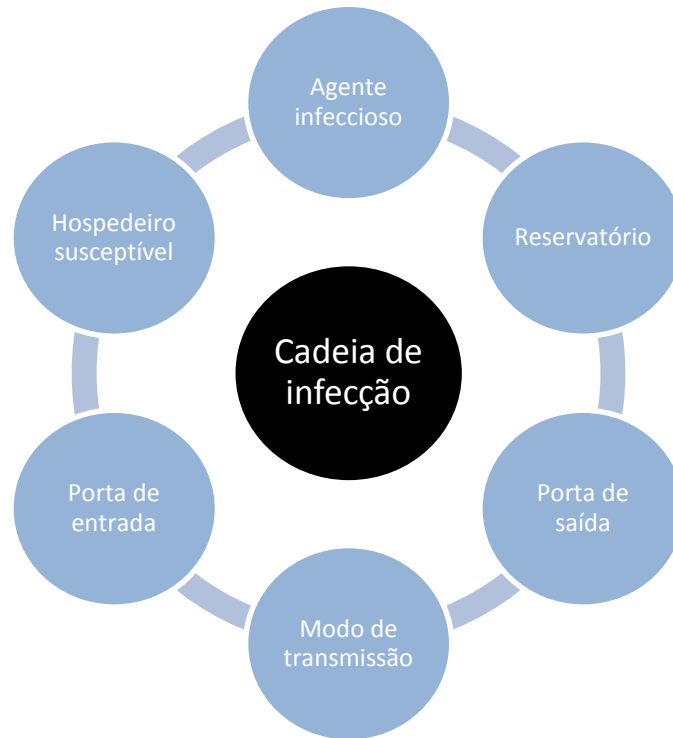 Agente
infeccioso
Reservatório
Porta de
saída
Modo de
transmissão
Porta de
entrada
Hospedeiro
susceptível
Cadeia de
infecção